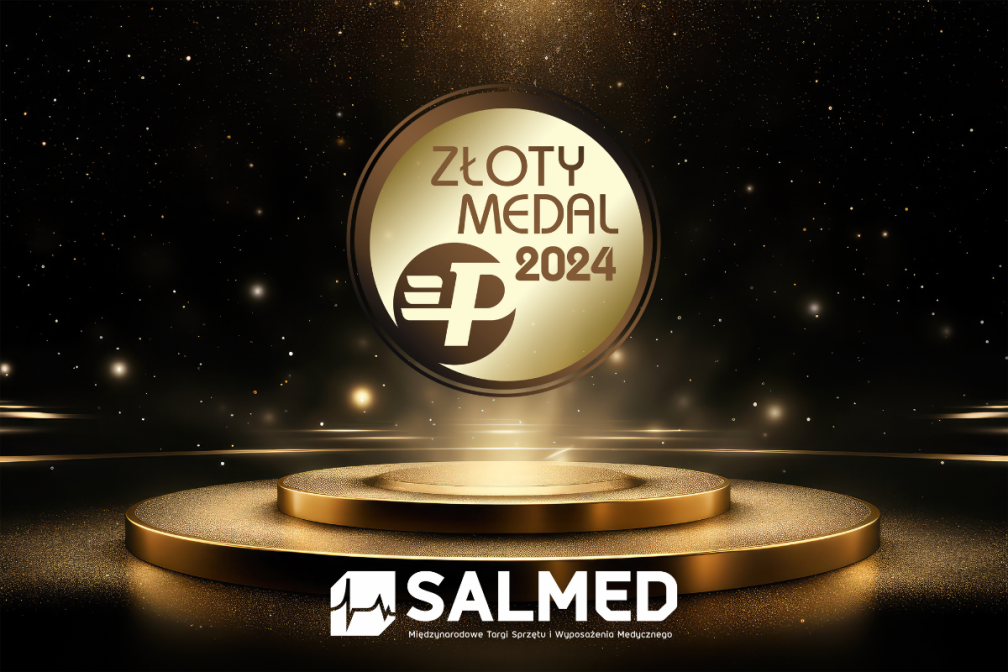 ZŁOTY
MEDAL
2024
P
SALMED
Międzynarodowe Targi Sprzętu i Wyposażenia Medycznego